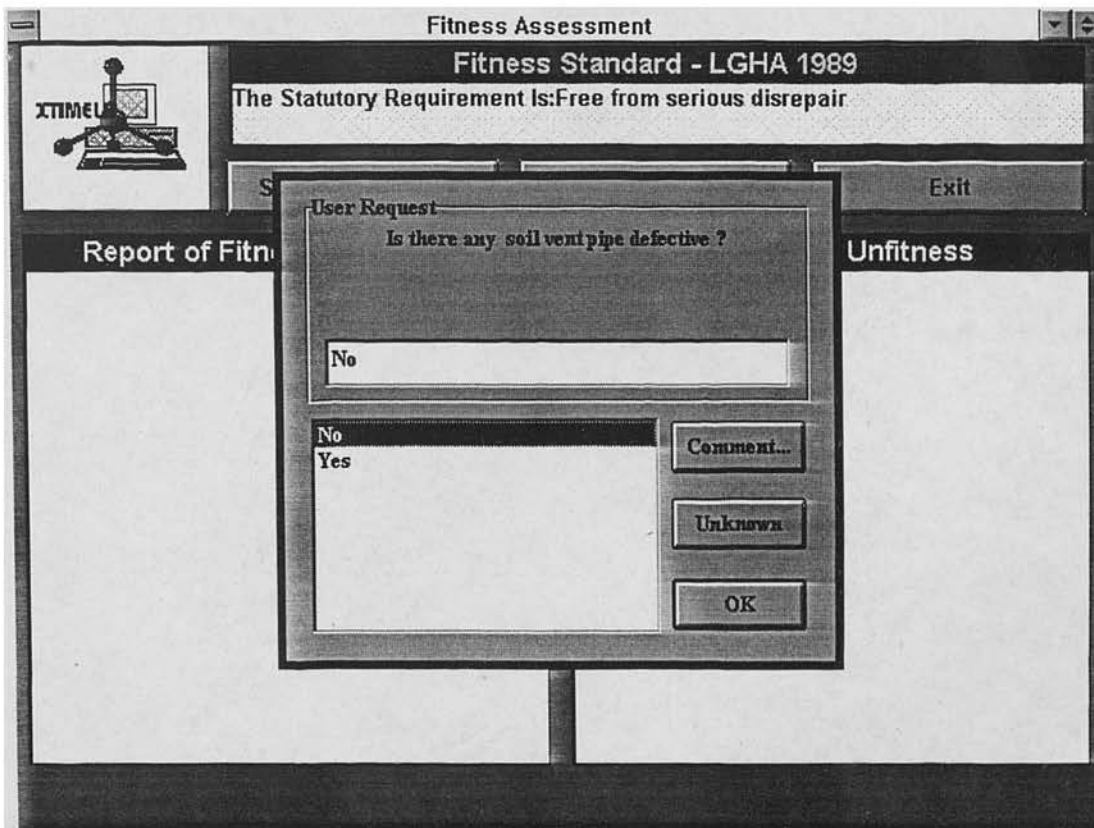 Fitness Assessment
Fitness Standard - LGHA 1989
The Statutory Requirement Is:Free from serious disrepair
Exit
Report of Fitn
Unfitness
User Request
Is there any soil vent pipe defective ?
No
No
Yes
Comment...
Unknown
OK